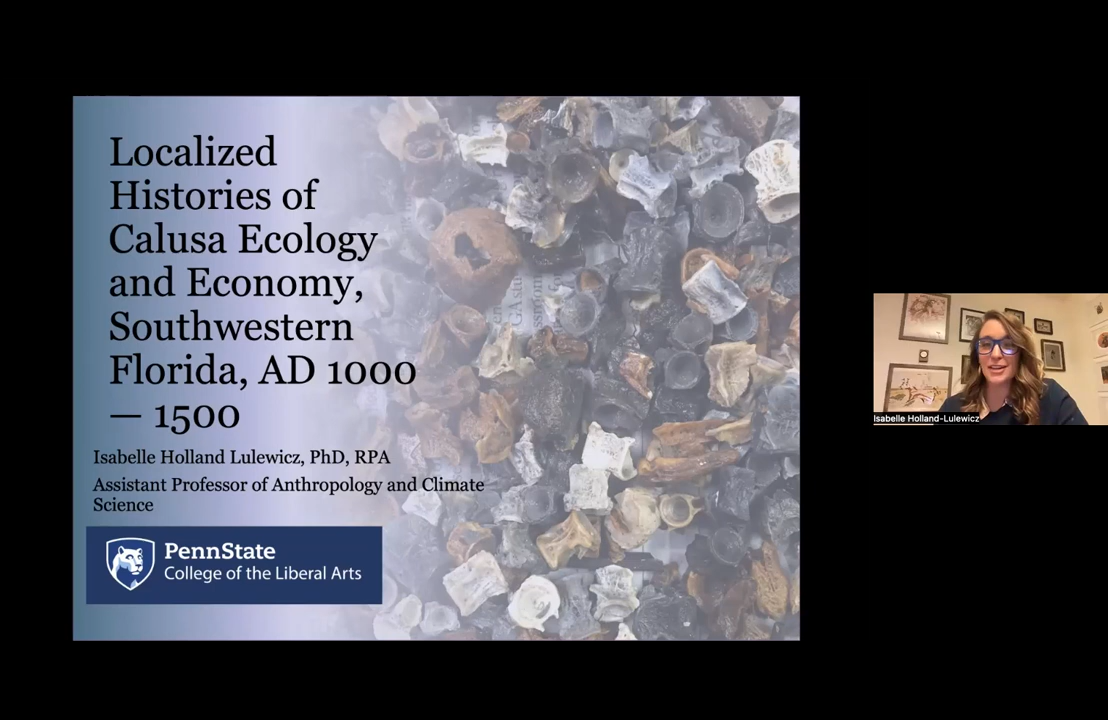 Localized
Histories of
Calusa Ecology
and Economy,
Southwestern
Florida, AD 1000
— 1500
Isabelle Holland Lulewicz, PhD, RPA
Assistant Professor of Anthropology and Climate
Science
PennState
College of the Liberal Arts
Isabelle Holland-Lulewicz